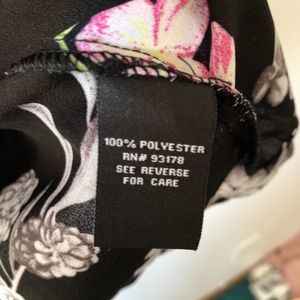 100% POLYESTER
RN# 93178
SEE REVERSE
FOR CARE